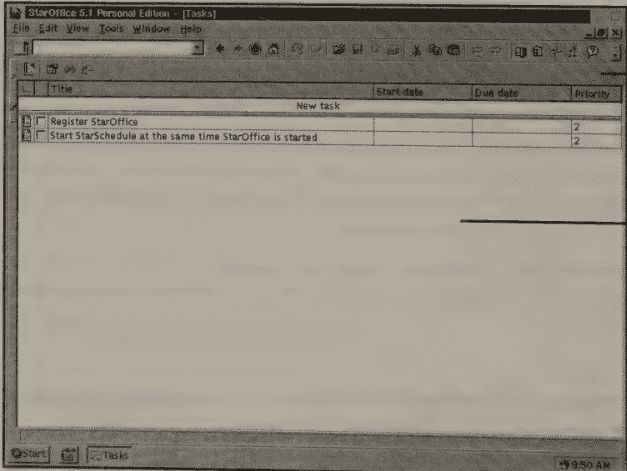 StarOffice 5.1 Personal Edition - [Tasks]
File Edit View Tools Window Help
Title Start date Due date Priority
New task
Register StarOffice 2
Start StarSchedule at the same time StarOffice is started 2
Start Tasks 9:50 AM